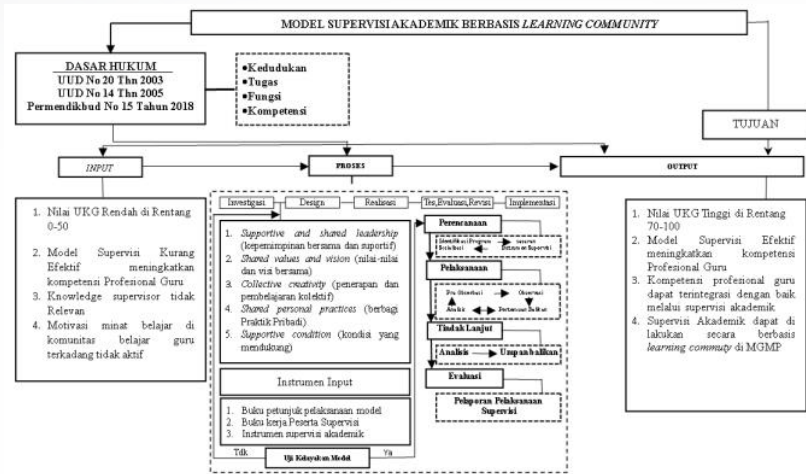 MODEL SUPERVISI AKADEMIK BERBASIS LEARNING COMMUNITY
DASAR HUKUM
UUD No 20 Thn 2003
UUD No 14 Thn 2005
Permendikbud No 15 Tahun 2018
•Kedudukan
•Tugas
•Fungsi
•Kompetensi
TUJUAN
INPUT
PROSES
OUTPUT
1. Nilai UKG Rendah di Rentang
0-50
2. Model Supervisi Kurang
Efektif meningkatkan
kompetensi Profesional Guru
3. Knowledge supervisor tidak
Relevan
4. Motivasi minat belajar di
komunitas belajar guru
terkadang tidak aktif
Investigasi
Design
Realisasi
Tes,Evaluasi,Revisi
Implementasi
1. Supportive and shared leadership
(kepemimpinan bersama dan suportif)
2. Shared values and vision (nilai-nilai
dan visi bersama)
3. Collective creativity (penerapan dan
pembelajaran kolektif)
4. Shared personal practices (berbagi
Praktik Pribadi)
5. Supportive condition (kondisi yang
mendukung)
Instrumen Input
1. Buku petunjuk pelaksanaan model
2. Buku kerja Peserta Supervisi
3. Instrumen supervisi akademik
Tdk
Uji Kelayakan Model
Ya
Perencanaan
Identifikasi Program
Sosialisasi
Instrumen Supervisi
Pelaksanaan
Pra Observasi
Observasi
Analisis
Pertemuan Balikan
Tindak Lanjut
Analisis
Umpan balikan
Evaluasi
Pelaporan Pelaksanaan
Supervisi
1. Nilai UKG Tinggi di Rentang
70-100
2. Model Supervisi Efektif
meningkatkan kompetensi
Profesional Guru
3. Kompetensi profesional guru
dapat terintegrasi dengan baik
melalui supervisi akademik
4. Supervisi Akademik dapat di
lakukan secara berbasis
learning commuty di MGMP